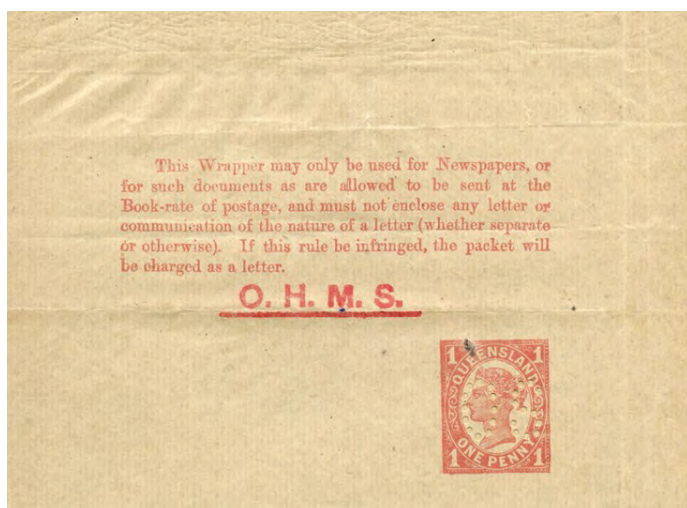 This Wrapper may only be used for Newspapers, or
for such documents as are allowed to be sent at the
Book-rate of postage, and must not enclose any letter or
communication of the nature of a letter (whether separate
or otherwise). If this rule be infringed, the packet will
be charged as a letter.
O. H. M. S.
1 1
QUEENSLAND
ONE PENNY
1 1